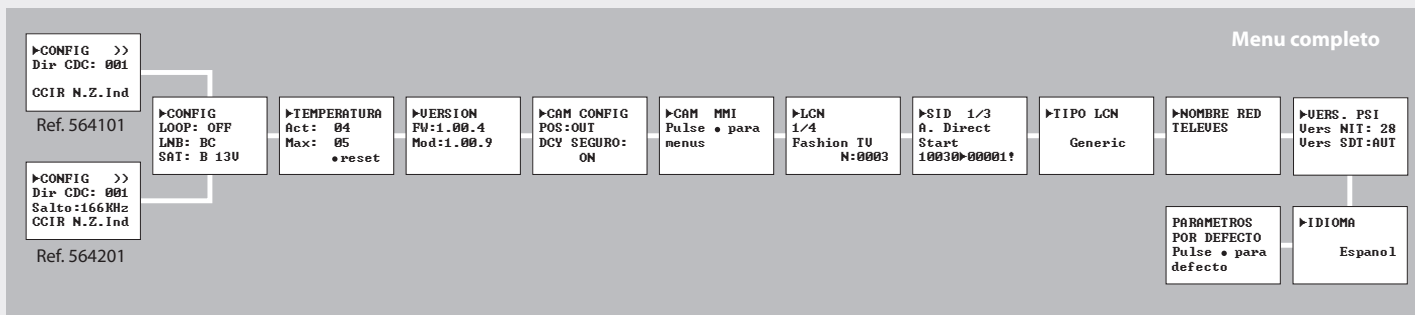 Menu completo
►CONFIG >>
Dir CDC: 001
CCIR N.Z.Ind
Ref. 564101
►CONFIG >>
Dir CDC: 001
Salto:166KHz
CCIR N.Z.Ind
Ref. 564201
►CONFIG
LOOP: OFF
LNB: BC
SAT: B 13V
►TEMPERATURA
Act: 04
Max: 05
●reset
►VERSION
FW:1.00.4
Mod:1.00.9
►CAM CONFIG
POS:OUT
DCY SEGURO:
ON
►CAM MMI
Pulse ● para
menus
►LCN
1/4
Fashion TV
N:0003
►SID 1/3
A. Direct
Start
10030►00001!
►TIPO LCN
Generic
►NOMBRE RED
TELEVES
►VERS. PSI
Vers NIT: 28
Vers SDT:AUT
►IDIOMA
Espanol
PARAMETROS
POR DEFECTO
Pulse ● para
defecto